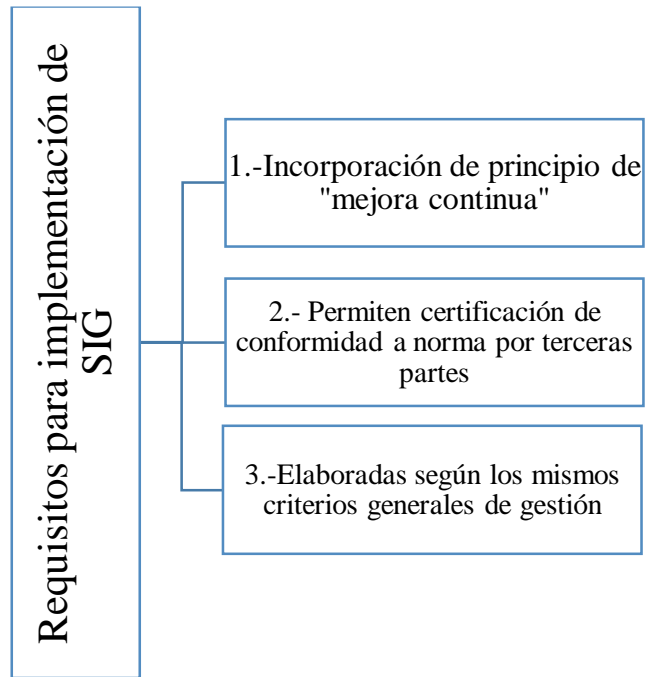 Requisitos para implementación de
SIG
1.-Incorporación de principio de
"mejora continua"
2.- Permiten certificación de
conformidad a norma por terceras
partes
3.-Elaboradas según los mismos
criterios generales de gestión